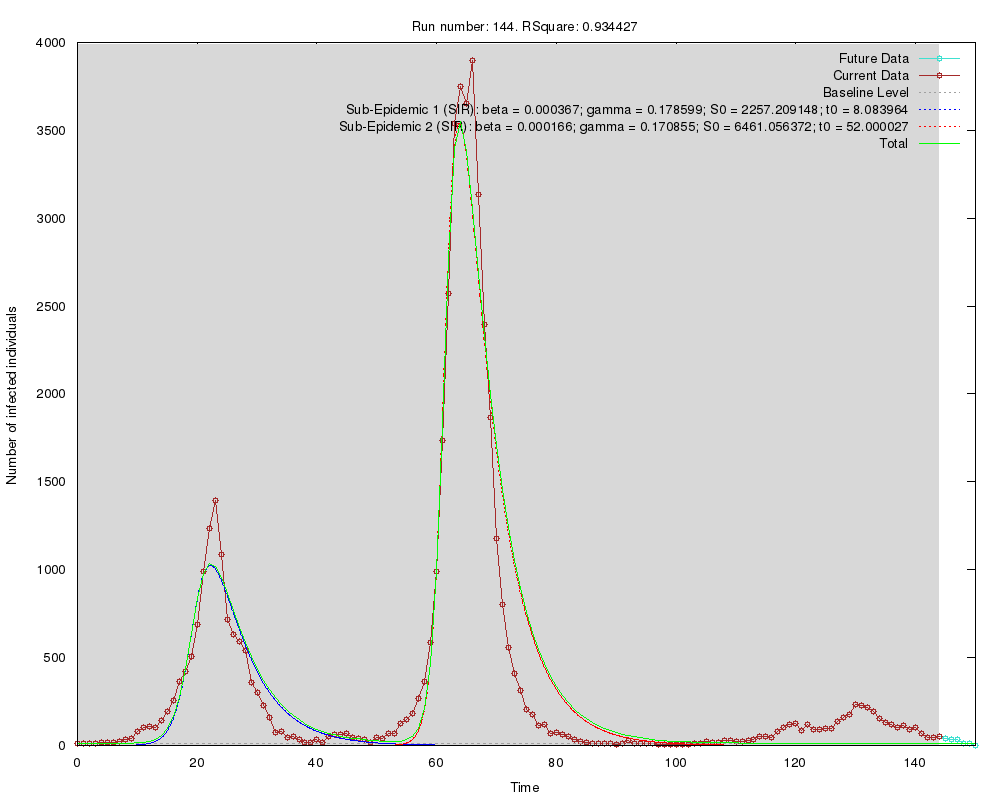 Run number: 144. RSquare: 0.934427
4000
3500
3000
2500
2000
1500
1000
500
0
Number of infected individuals
Future Data
Current Data
Baseline Level
Sub-Epidemic 1 (SIR): beta = 0.000367; gamma = 0.178599; S0 = 2257.209148; t0 = 8.083964
Sub-Epidemic 2 (SIR): beta = 0.000166; gamma = 0.170855; S0 = 6461.056372; t0 = 52.000027
Total
0 20 40 60 80 100 120 140
Time